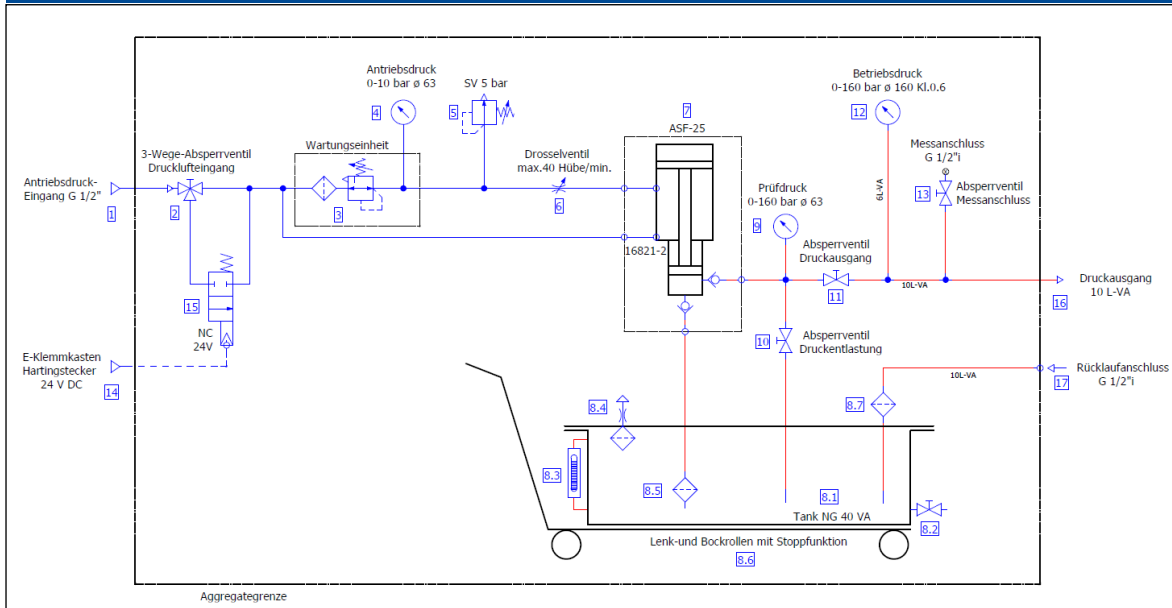 Antriebsdruck
0-10 bar ø 63
4
SV 5 bar
5
7
ASF-25
Betriebsdruck
0-160 bar ø 160 Kl.0.6
12
Messanschluss
G 1/2"i
13
Absperrventil
Messanschluss
3-Wege-Absperrventil
Drucklufteingang
Wartungseinheit
3
Drosselventil
max.40 Hübe/min.
6
Prüfdruck
0-160 bar ø 63
9
6L-VA
Antriebsdruck-
Eingang G 1/2"
1
2
16821-2
Absperrventil
Druckausgang
11
10L-VA
Druckausgang
10 L-VA
16
15
NC
24V
10
Absperrventil
Druckentlastung
E-Klemmkasten
Hartingstecker
24 V DC
14
10L-VA
Rücklaufanschluss
G 1/2"i
17
8.4
8.7
8.3
8.5
8.1
Tank NG 40 VA
8.2
Lenk-und Bockrollen mit Stoppfunktion
8.6
Aggregategrenze